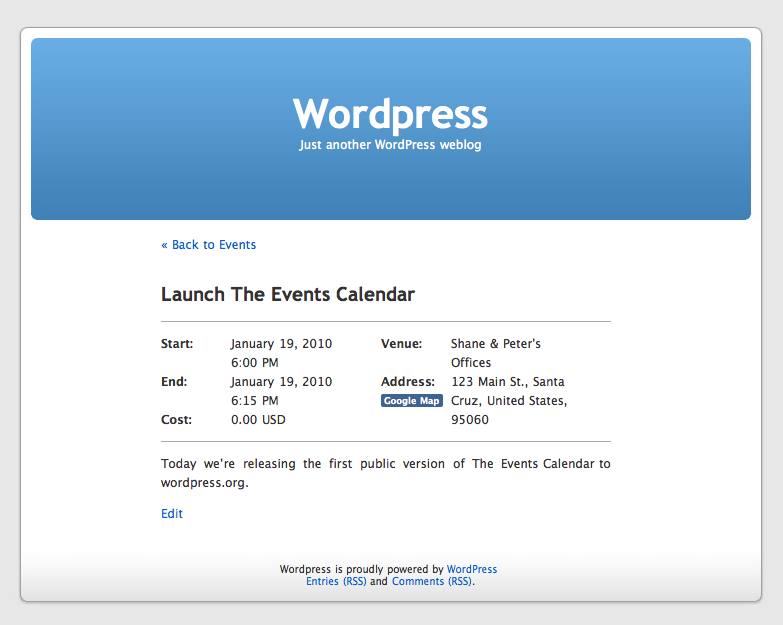 Wordpress
Just another WordPress weblog
« Back to Events
Launch The Events Calendar
Start: January 19, 2010
6:00 PM
End: January 19, 2010
6:15 PM
Cost: 0.00 USD
Venue: Shane & Peter's
Offices
Address: 123 Main St., Santa
Google Map Cruz, United States,
95060
Today we're releasing the first public version of The Events Calendar to
wordpress.org.
Edit
Wordpress is proudly powered by WordPress
Entries (RSS) and Comments (RSS).